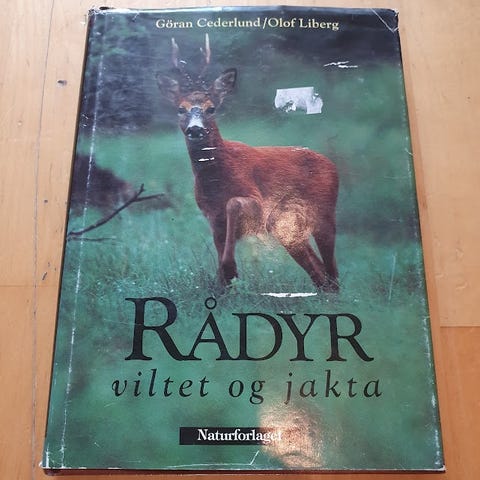 Göran Cederlund/Olof Liberg
RÅDYR
viltet og jakta
Naturforlaget